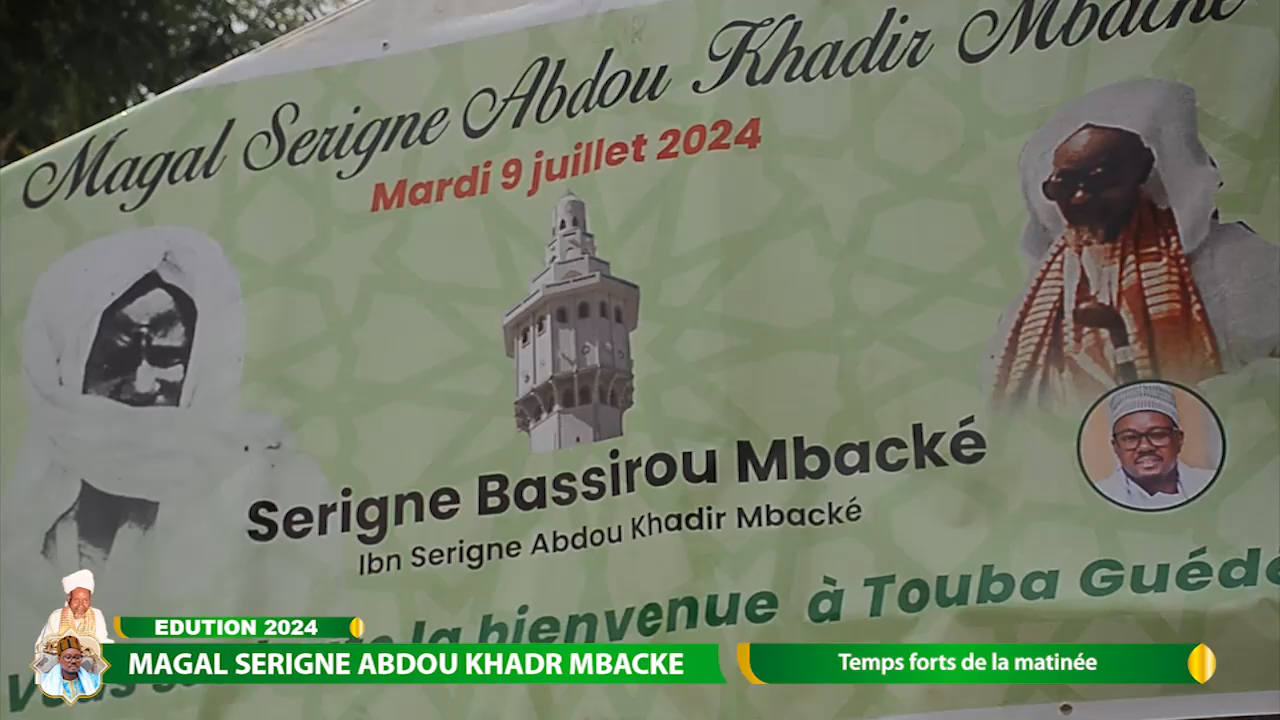 Magal Serigne Abdou Khadir Mbacké
Mardi 9 juillet 2024
Serigne Bassirou Mbacké
Ibn Serigne Abdou Khadir Mbacké
la bienvenue à Touba Guéde
EDUTION 2024
MAGAL SERIGNE ABDOU KHADR MBACKE
Temps forts de la matinée